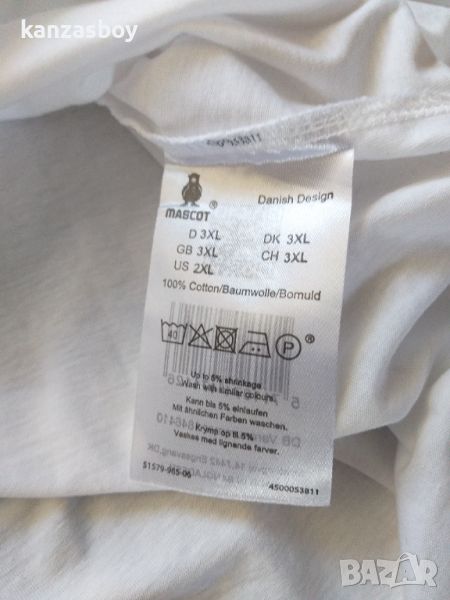 kanzasboy
MASCOT®
Danish Design
D 3XL DK 3XL
GB 3XL CH 3XL
US 2XL
100% Cotton/Baumwolle/Bomuld
40 P ®
Up to 5% shrinkage
Wash with similar colours.
Kann bis 5% einlaufen
Mit ähnlichen Farben waschen.
Krymp op til 5%
Vaskes med lignende farver.
51579-965-06 4500053811
BAZAR